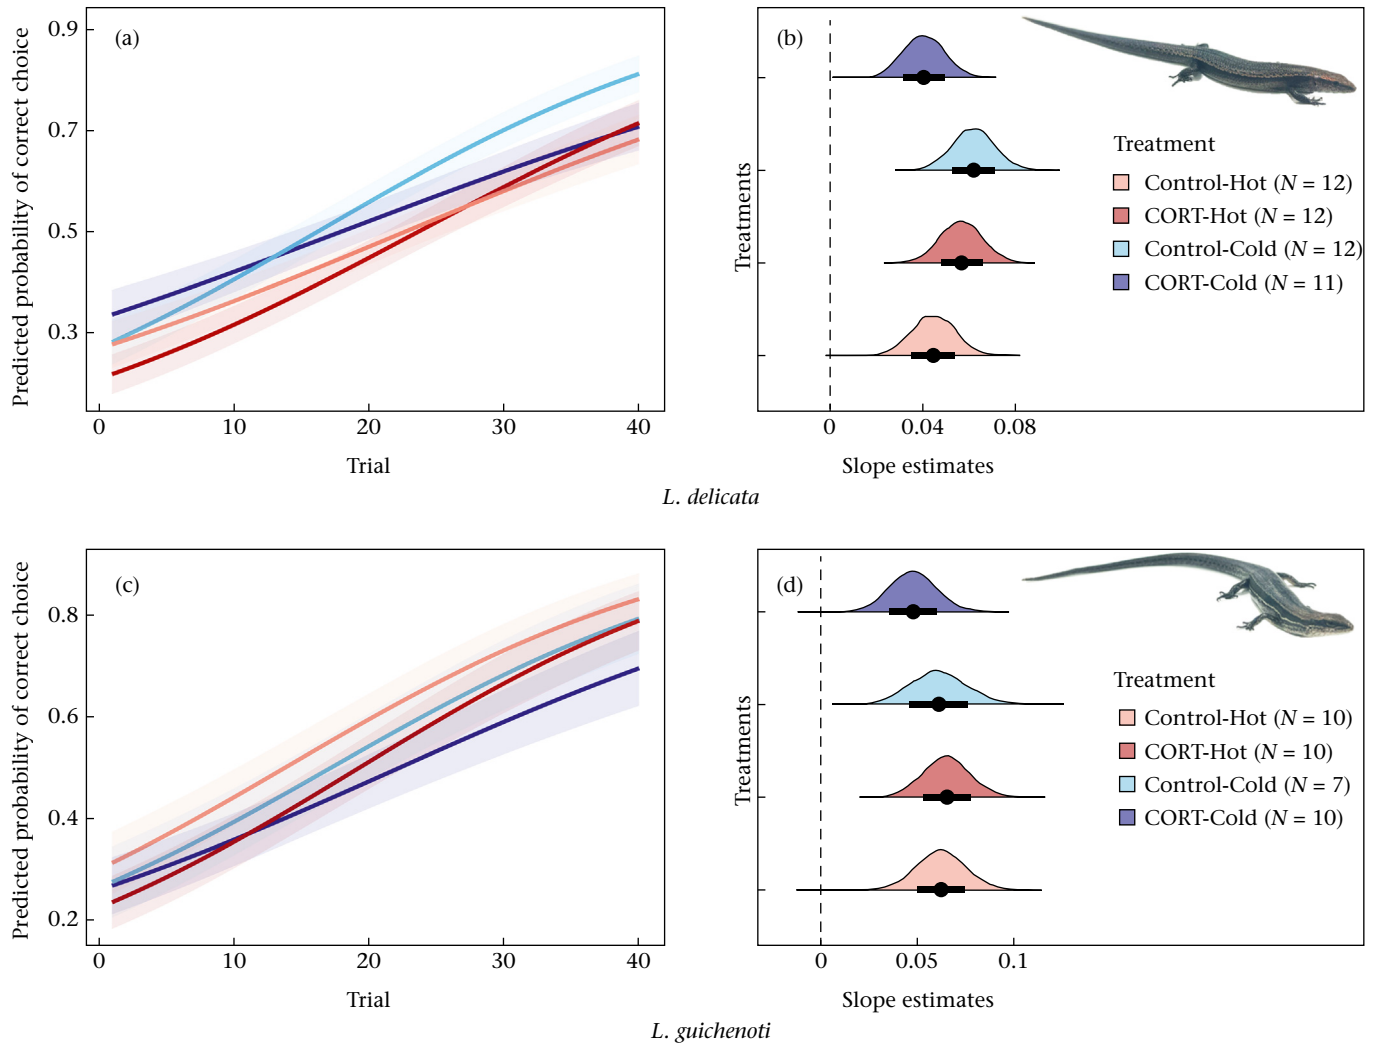 (a)
Predicted probability of correct choice
0.9
0.7
0.5
0.3
0 10 20 30 40
Trial
(b)
Treatments
Treatment
Control-Hot (N = 12)
CORT-Hot (N = 12)
Control-Cold (N = 12)
CORT-Cold (N = 11)
0 0.04 0.08
Slope estimates
L. delicata
(c)
Predicted probability of correct choice
0.8
0.6
0.4
0.2
0 10 20 30 40
Trial
(d)
Treatments
Treatment
Control-Hot (N = 10)
CORT-Hot (N = 10)
Control-Cold (N = 7)
CORT-Cold (N = 10)
0 0.05 0.1
Slope estimates
L. guichenoti